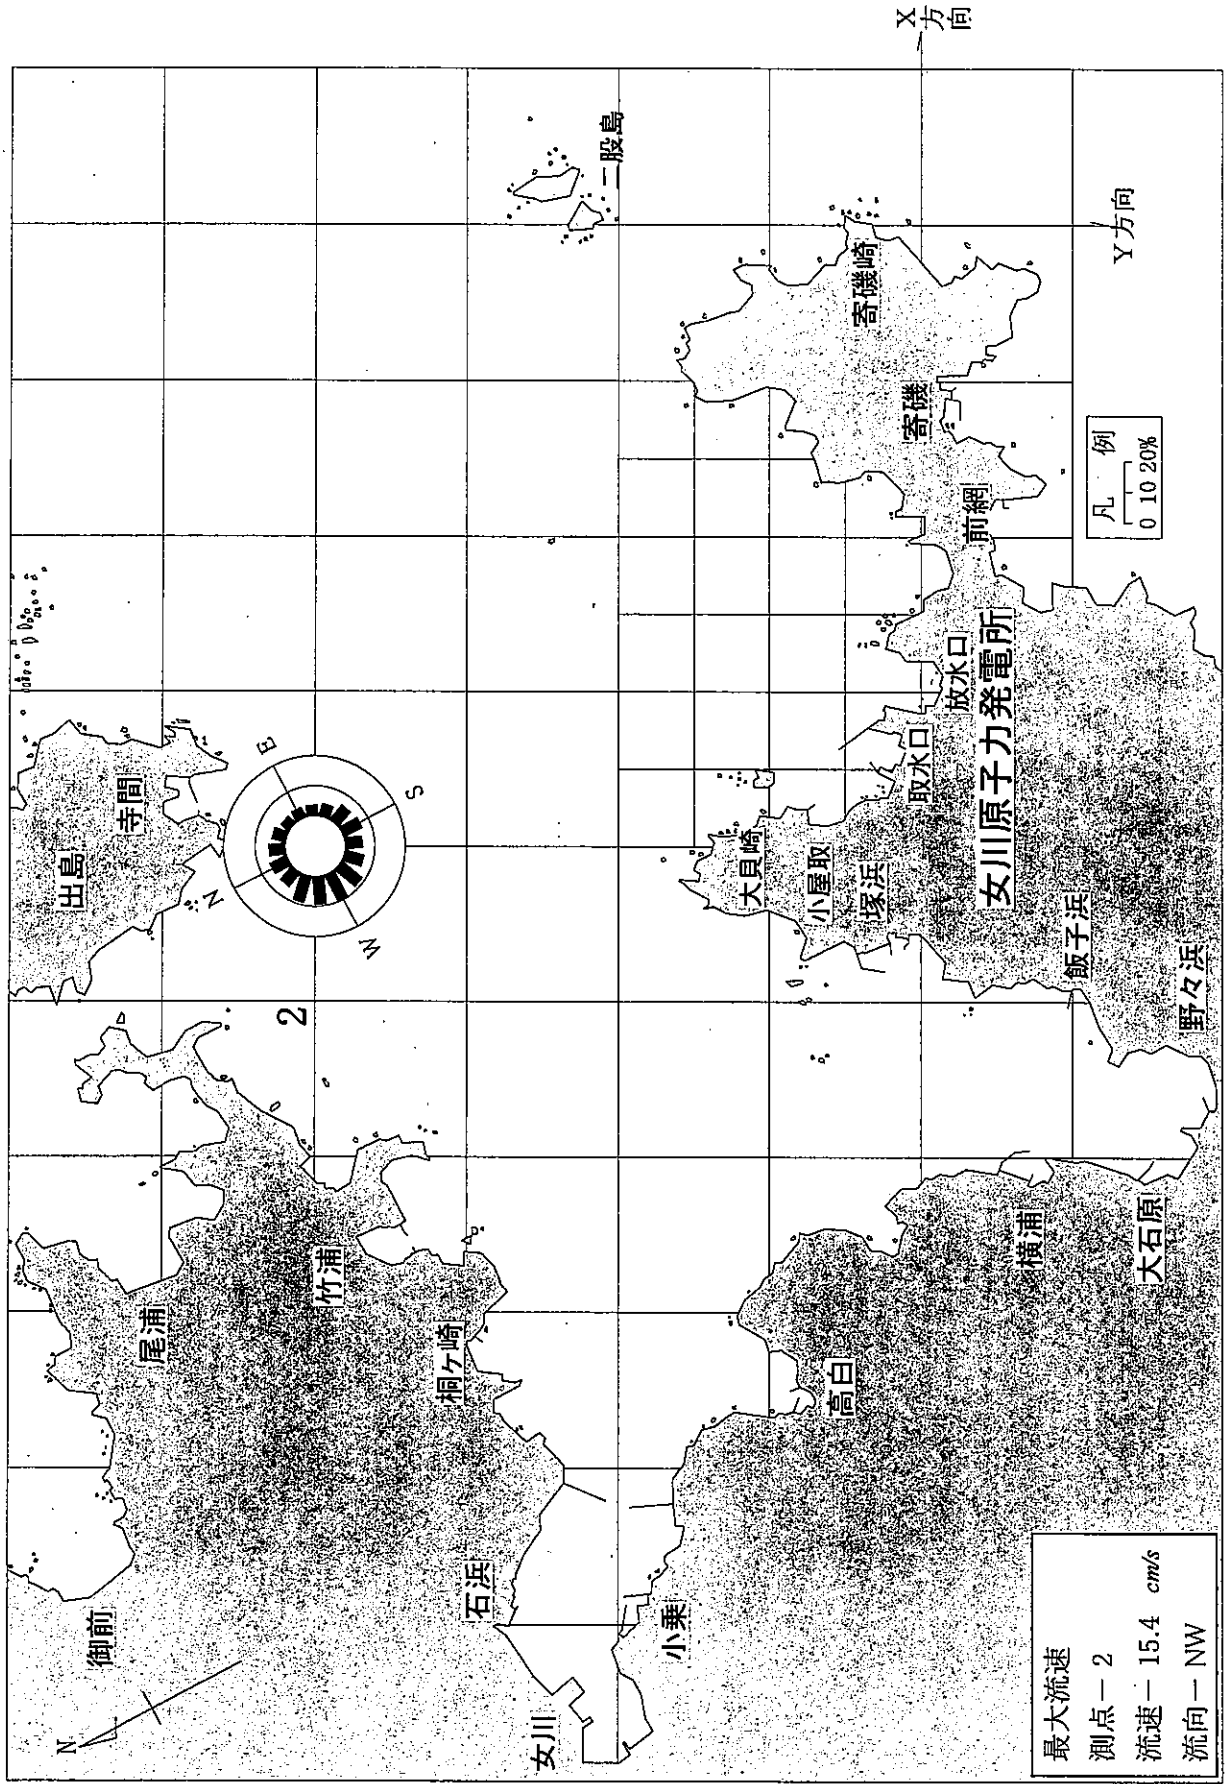 X
方向
Y方向
二股島
寄磯崎
寄磯
前網
凡 例
0 10 20%
放水口
女川原子力発電所
取水口
大貝崎
小屋取
塚浜
飯子浜
野々浜
出島
寺間
N
E
S
W
2
尾浦
竹浦
桐ヶ崎
御前
石浜
女川
小乗
高白
横浦
大石原
N
最大流速
測点－2
流速－15.4 cm/s
流向－NW